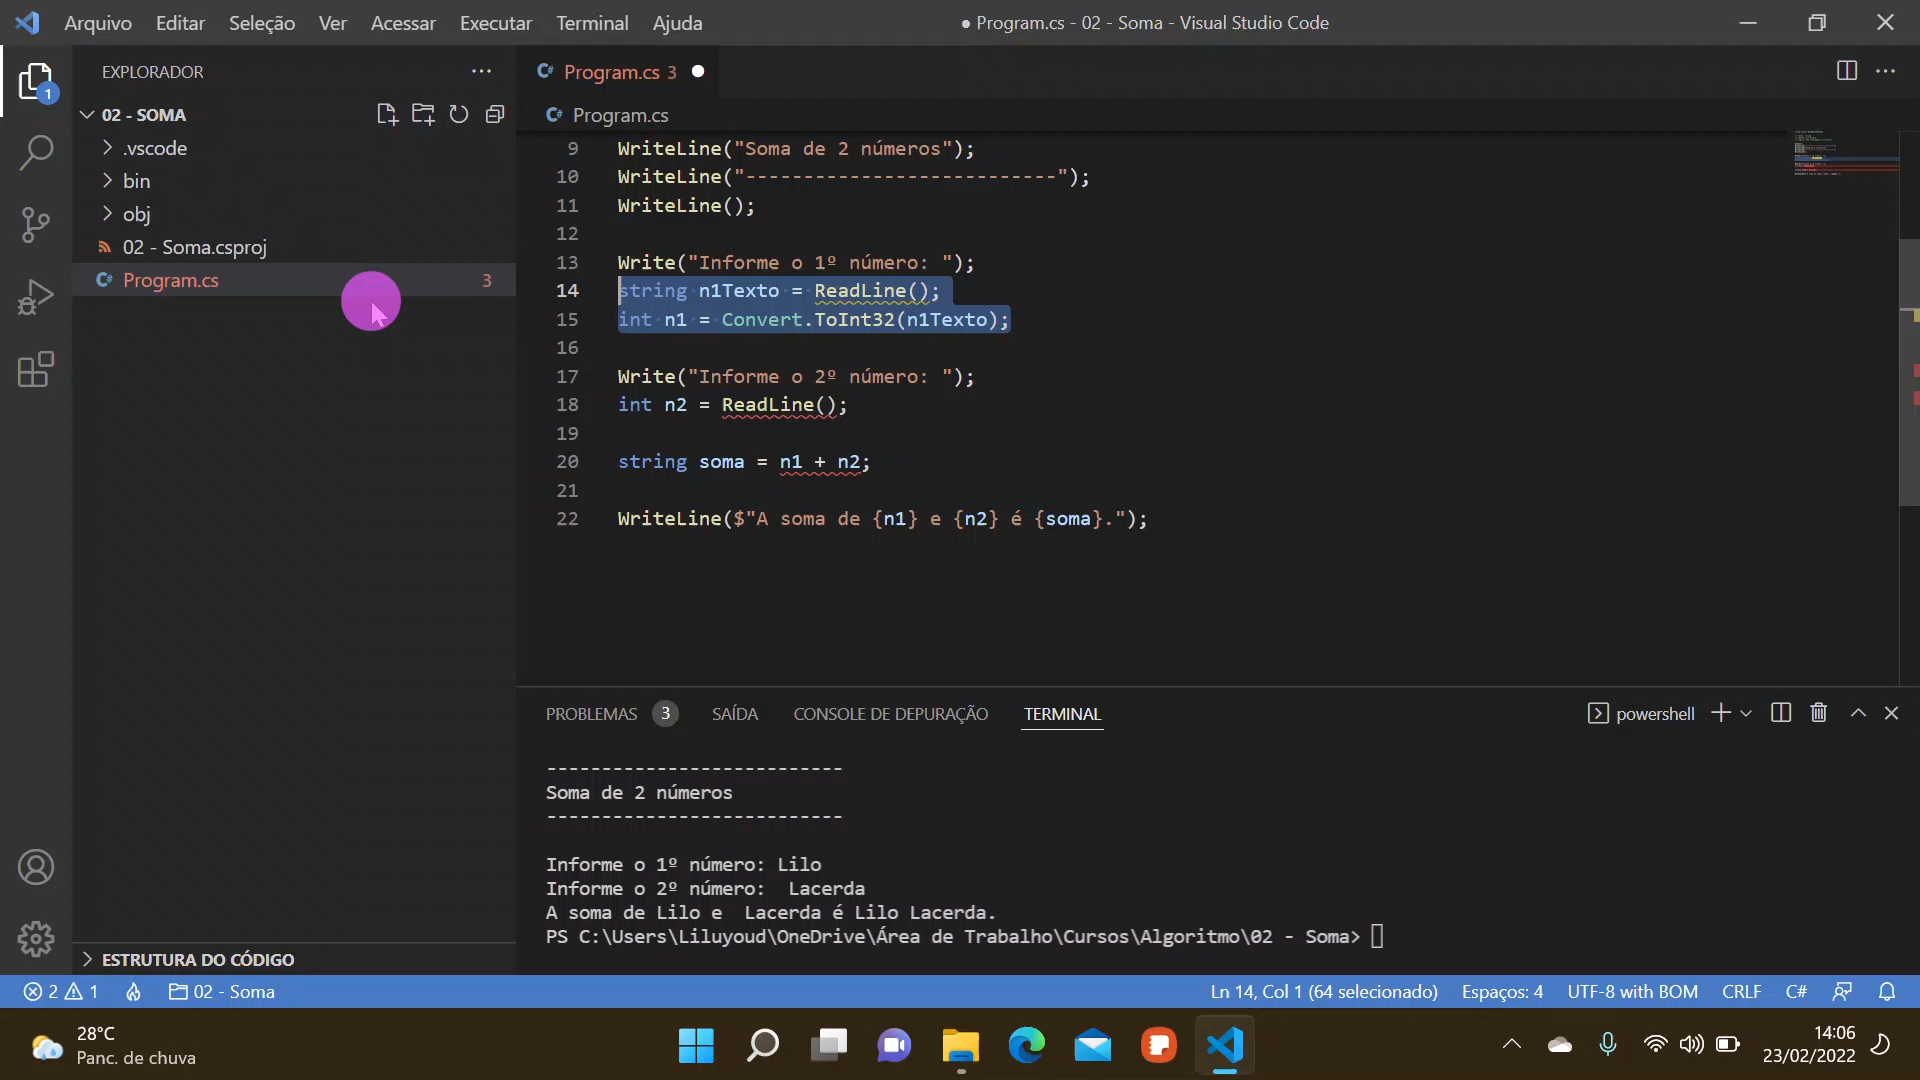 Arquivo Editar Seleção Ver Acessar Executar Terminal Ajuda
● Program.cs - 02 - Soma - Visual Studio Code
EXPLORADOR
1
02 - SOMA
.vscode
bin
obj
02 - Soma.csproj
C# Program.cs 3
C# Program.cs 3
C# Program.cs
9 WriteLine("Soma de 2 números");
10 WriteLine("---------------------------");
11 WriteLine();
12
13 Write("Informe o 1º número: ");
14 string n1Texto = ReadLine();
15 int n1 = Convert.ToInt32(n1Texto);
16
17 Write("Informe o 2º número: ");
18 int n2 = ReadLine();
19
20 string soma = n1 + n2;
21
22 WriteLine($"A soma de {n1} e {n2} é {soma}.");
PROBLEMAS 3 SAÍDA CONSOLE DE DEPURAÇÃO TERMINAL
powershell
---------------------------
Soma de 2 números
---------------------------
Informe o 1º número: Lilo
Informe o 2º número:  Lacerda
A soma de Lilo e  Lacerda é Lilo Lacerda.
PS C:\Users\Liluyoud\OneDrive\Área de Trabalho\Cursos\Algoritmo\02 - Soma>
ESTRUTURA DO CÓDIGO
2 1 02 - Soma
Ln 14, Col 1 (64 selecionado) Espaços: 4 UTF-8 with BOM CRLF C#
28°C
Panc. de chuva
14:06
23/02/2022